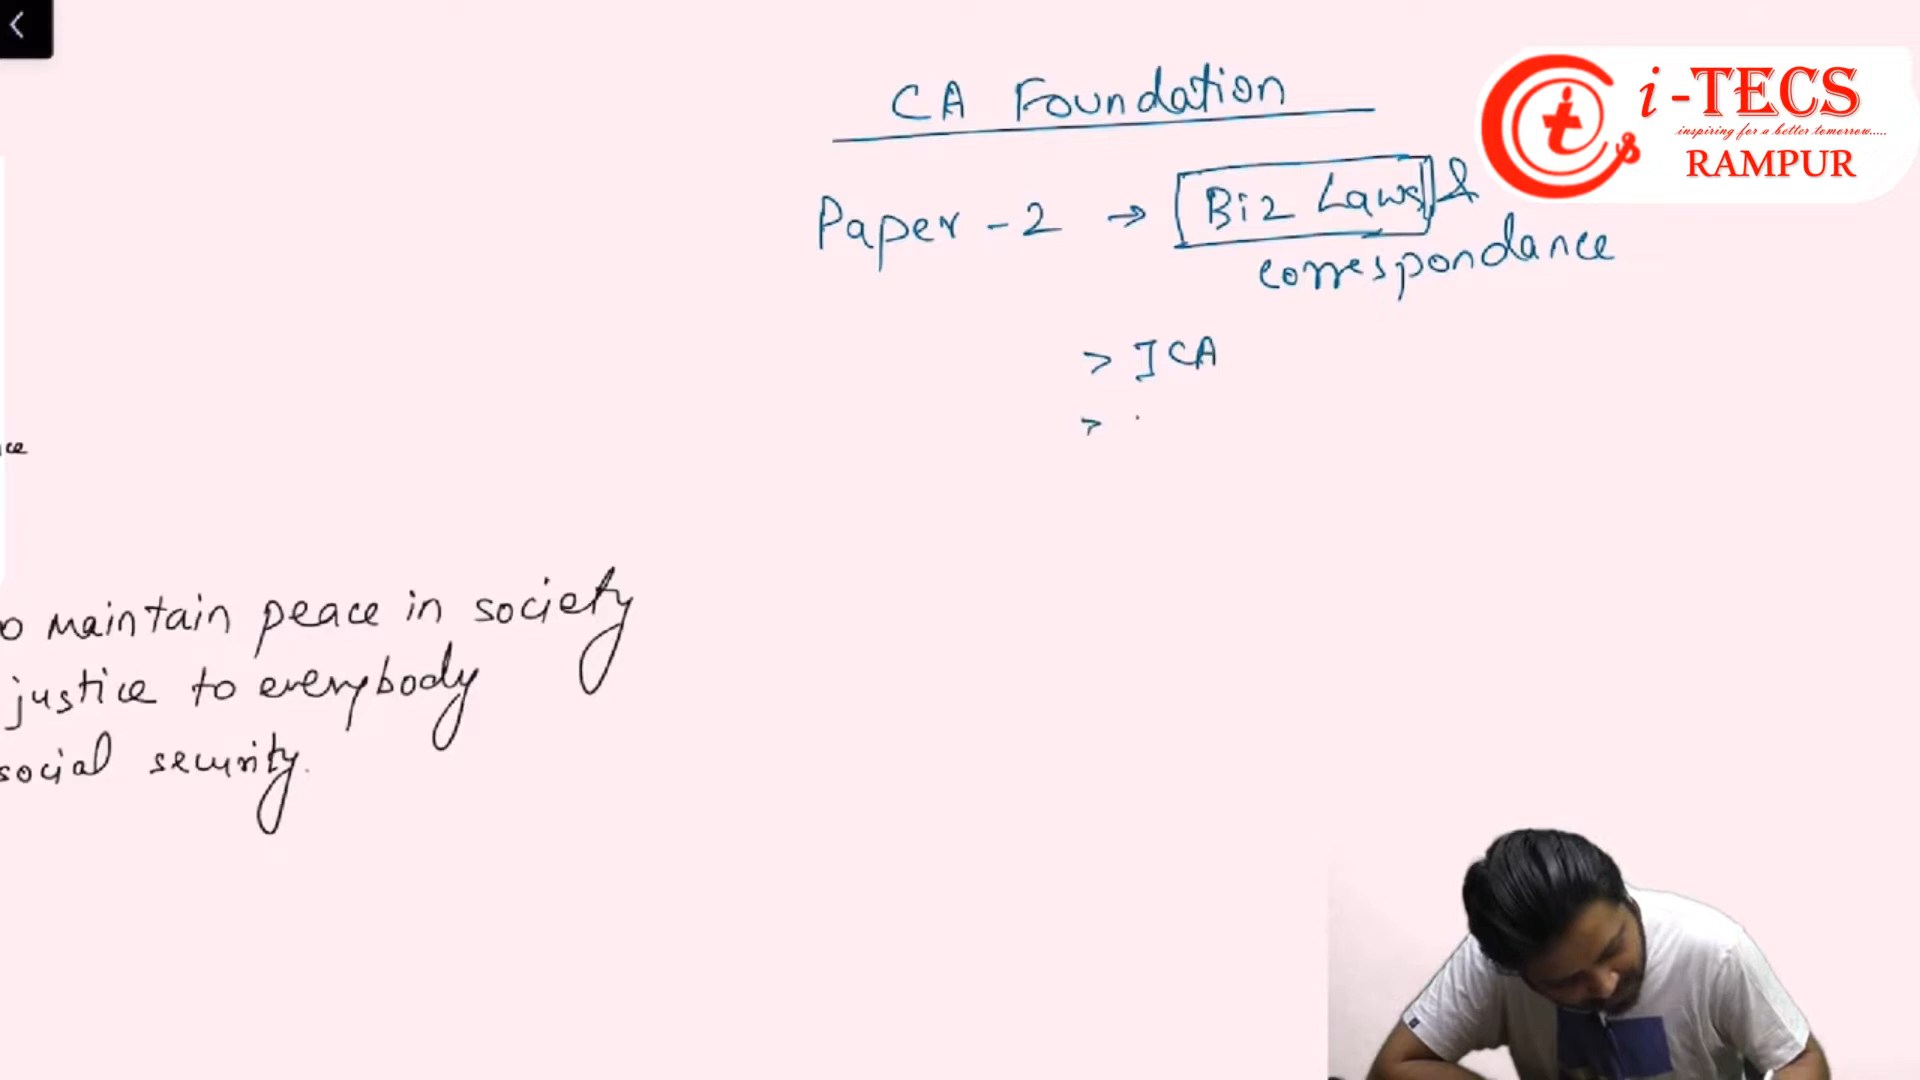 CA Foundation
i-TECS
inspiring for a better tomorrow.....
RAMPUR
Paper - 2 → Biz Laws &
correspondance
> ICA
>
ce
o maintain peace in society
justice to everybody
social security.